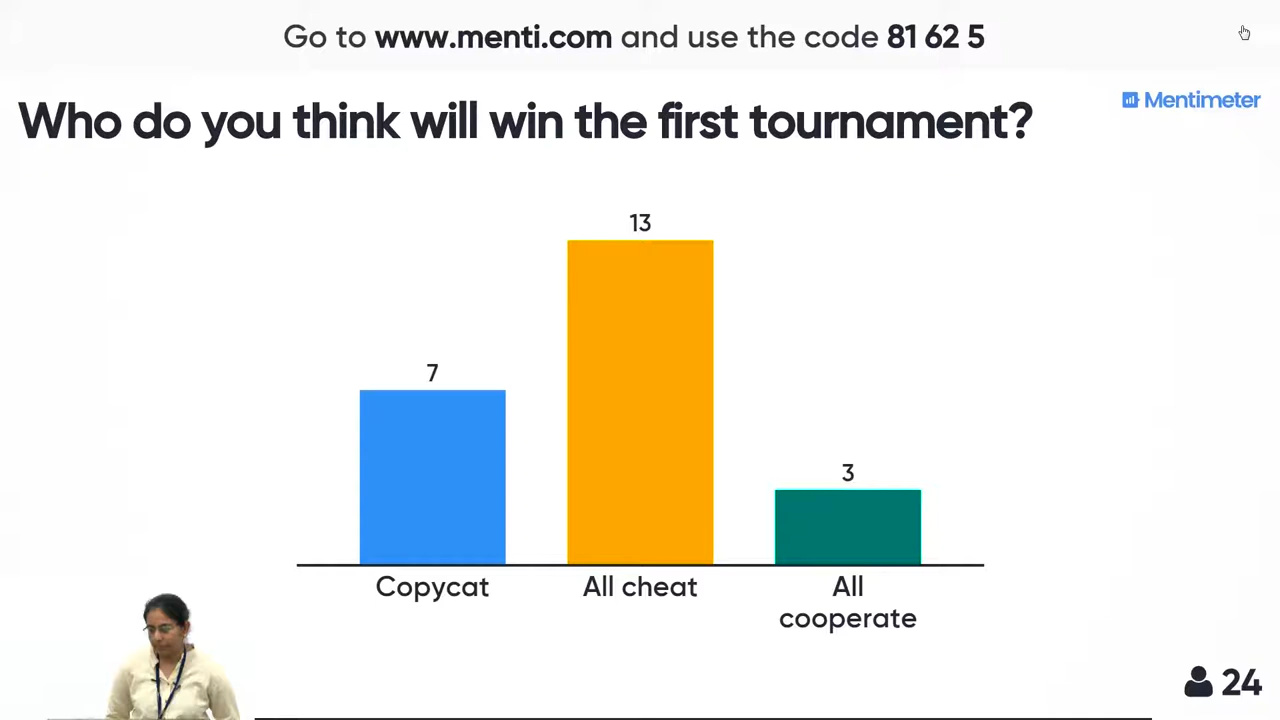 Go to www.menti.com and use the code 81 62 5
Mentimeter
Who do you think will win the first tournament?
13
7
3
Copycat
All cheat
All
cooperate
24